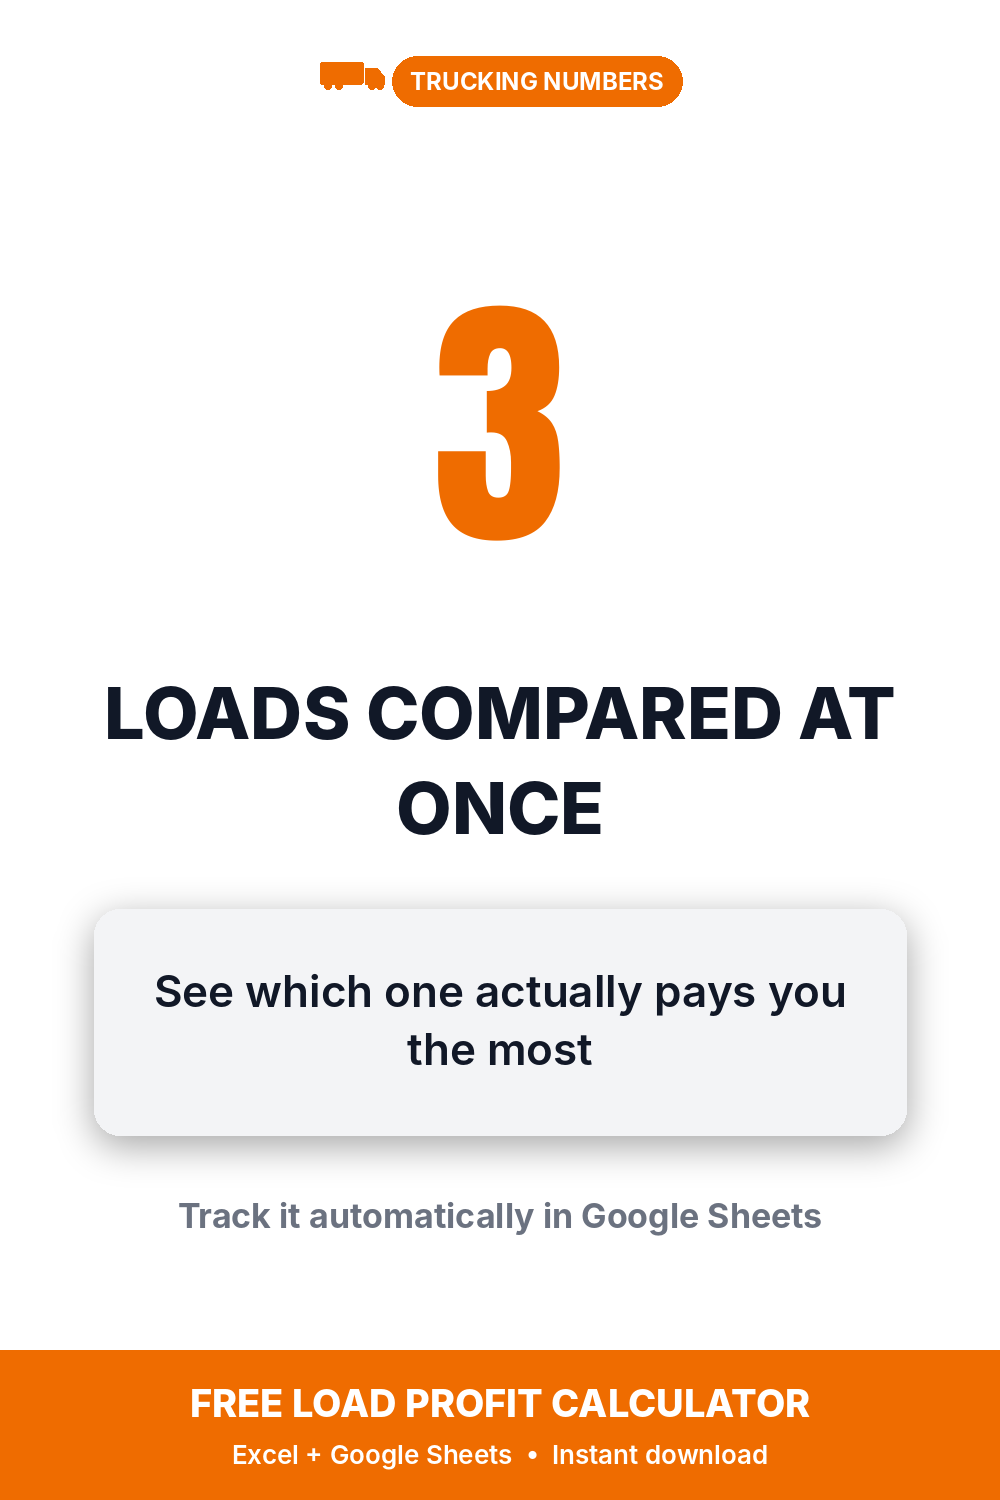 TRUCKING NUMBERS
3
LOADS COMPARED AT
ONCE
See which one actually pays you
the most
Track it automatically in Google Sheets
FREE LOAD PROFIT CALCULATOR
Excel + Google Sheets • Instant download